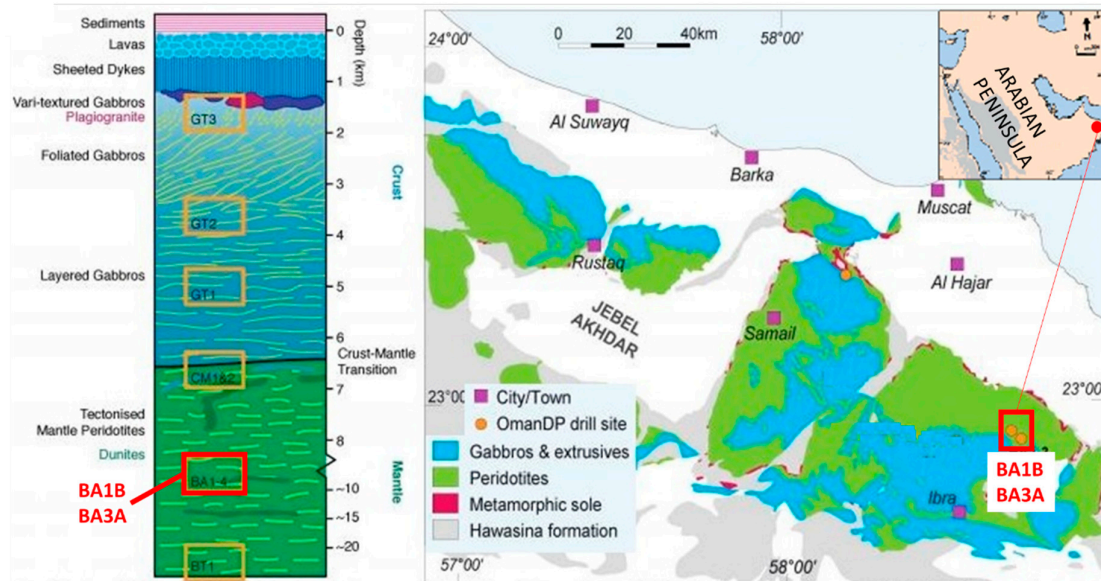 Sediments
Lavas
Sheeted Dykes
Vari-textured Gabbros
Plagiogranite
Foliated Gabbros
Layered Gabbros
Crust-Mantle
Transition
Tectonised
Mantle Peridotites
Dunites
BA1B
BA3A
GT3
GT2
GT1
CM1&2
BA1-4
BT1
0
1
2
3
4
5
6
7
8
~10
~15
~20
Depth (km)
Crust
Mantle
24°00'
0 20 40km
58°00'
Al Suwayq
Barka
Muscat
Rustaq
Al Hajar
JEBEL
AKHDAR
Samail
23°00'
23°00'
Ibra
57°00'
58°00'
BA1B
BA3A
City/Town
OmanDP drill site
Gabbros & extrusives
Peridotites
Metamorphic sole
Hawasina formation
N
ARABIAN
PENINSULA